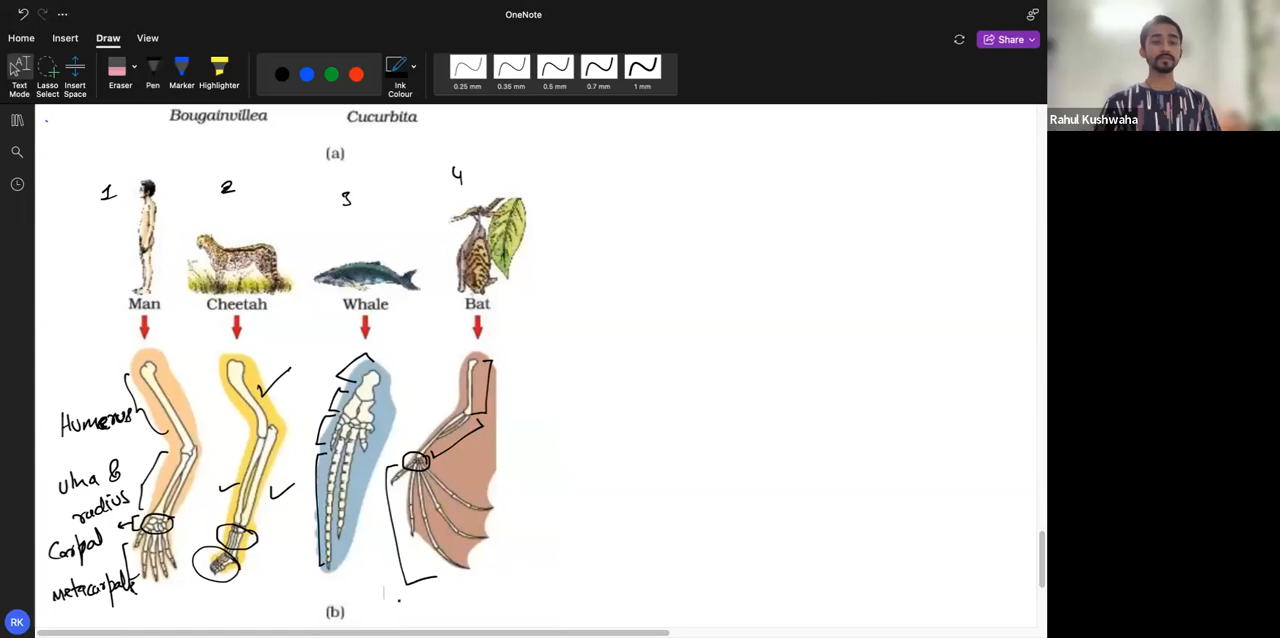 OneNote
Home Insert Draw View
Share
Text Mode
Lasso Select
Insert Space
Eraser
Pen
Marker
Highlighter
Ink Colour
0.25 mm 0.35 mm 0.5 mm 0.7 mm 1 mm
Rahul Kushwaha
Bougainvillea Cucurbita
(a)
1 2 3 4
Man Cheetah Whale Bat
Humerus
ulna &
radius
Carpal
metacarpals
(b)
RK